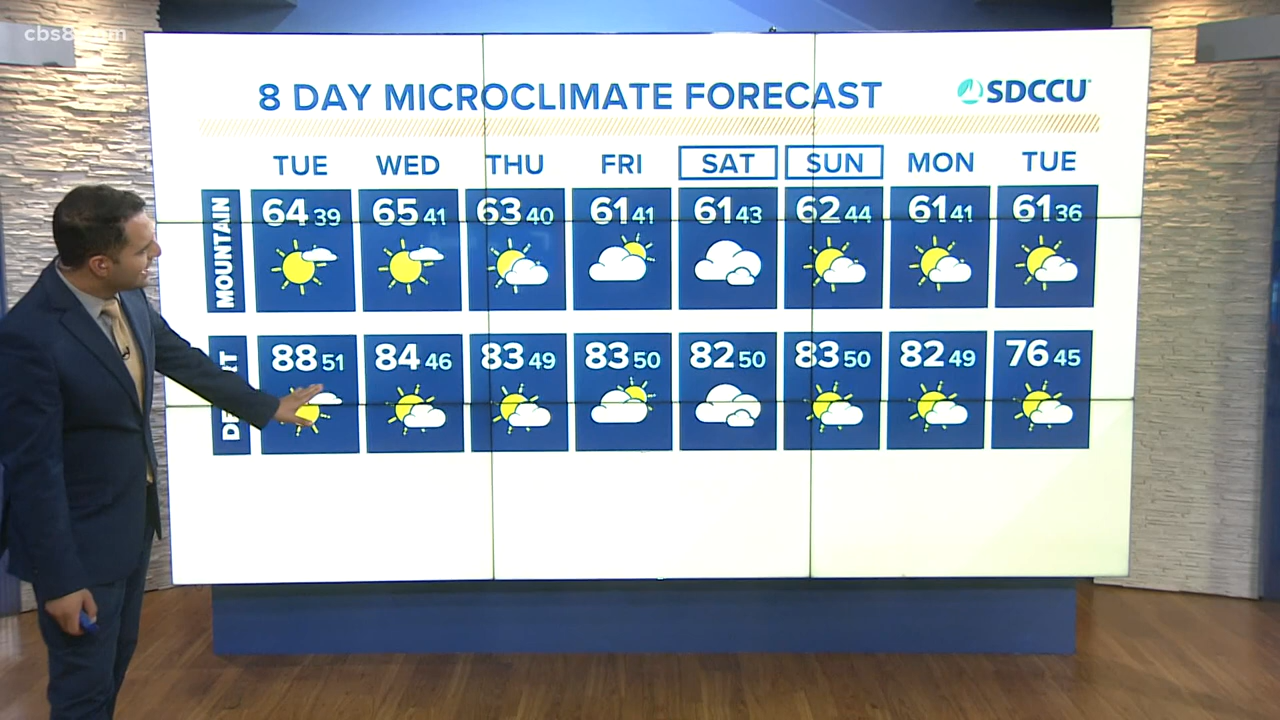 cbs8.com
8 DAY MICROCLIMATE FORECAST
SDCCU
TUE WED THU FRI SAT SUN MON TUE
MOUNTAIN
64 39 65 41 63 40 61 41 61 43 62 44 61 41 61 36
88 51 84 46 83 49 83 50 82 50 83 50 82 49 76 45